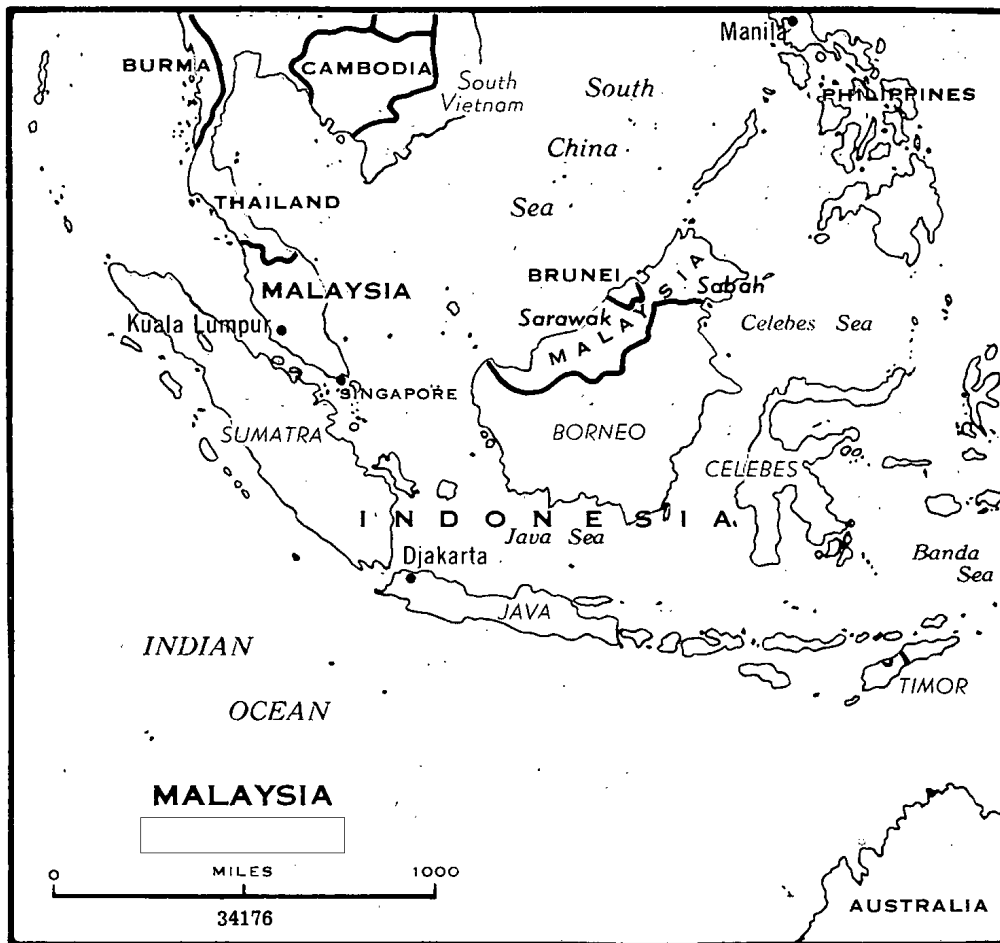 Manila
BURMA
CAMBODIA
South
Vietnam
South
China
Sea
PHILIPPINES
THAILAND
BRUNEI
MALAYSIA
Sabah
Sarawak
MALAYSIA
Kuala Lumpur
Celebes Sea
SINGAPORE
SUMATRA
BORNEO
CELEBES
INDONESIA
Java Sea
Djakarta
Banda
Sea
JAVA
INDIAN
OCEAN
TIMOR
MALAYSIA
0 MILES 1000
34176
AUSTRALIA